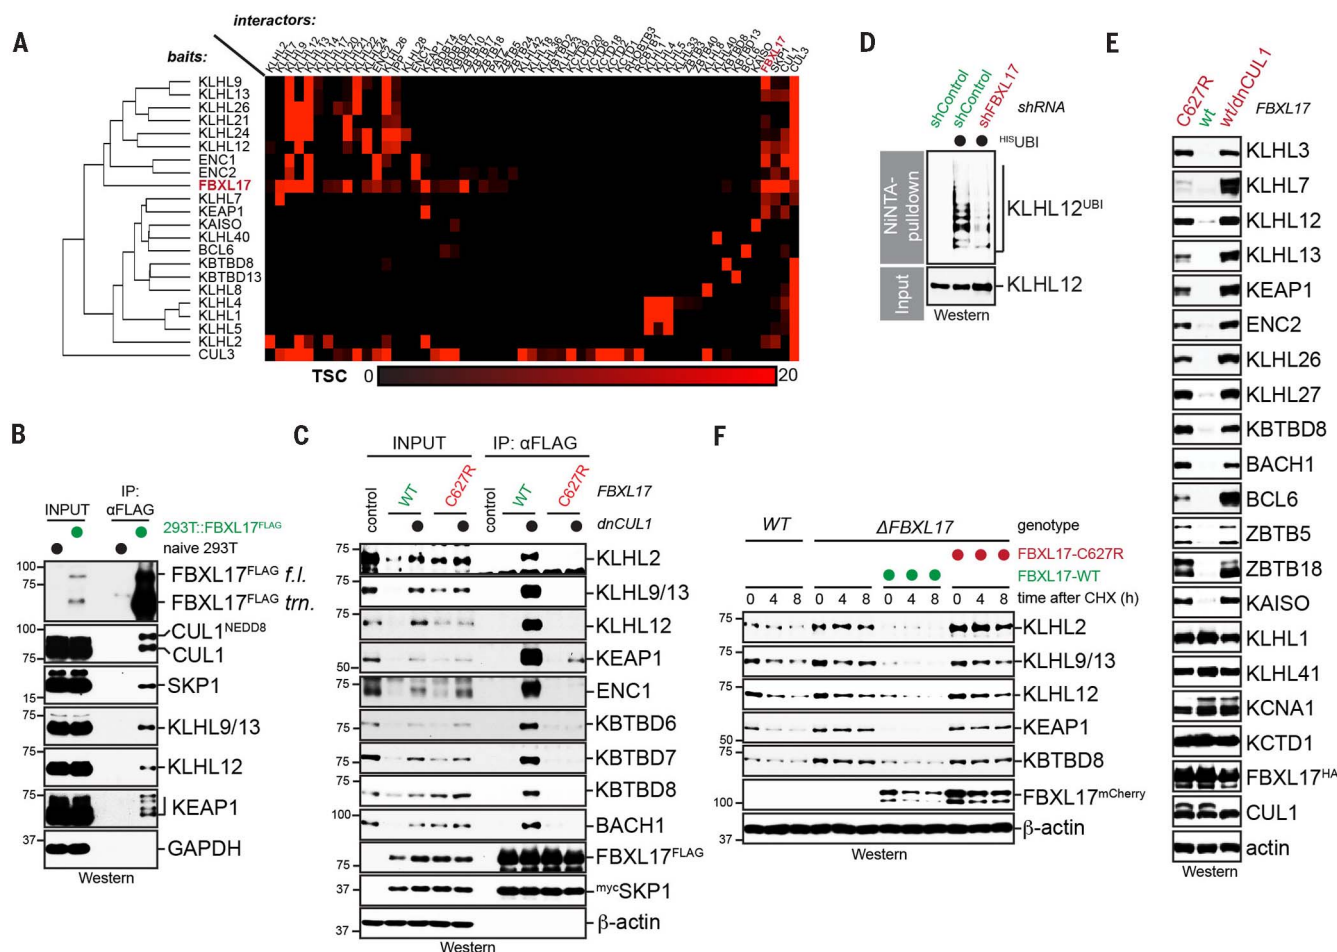 A
interactors:
baits:
FBXL17
SKP1
CUL1
CUL3
KLHL9
KLHL13
KLHL26
KLHL21
KLHL24
KLHL12
ENC1
ENC2
FBXL17
KLHL7
KEAP1
KAISO
KLHL40
BCL6
KBTBD8
KBTBD13
KLHL8
KLHL4
KLHL1
KLHL5
KLHL2
CUL3
TSC 0 20
B
INPUT
IP:
αFLAG
293T::FBXL17FLAG
naive 293T
100
75
FBXL17FLAG f.l.
FBXL17FLAG trn.
100
75
CUL1NEDD8
CUL1
SKP1
15
75
KLHL9/13
75
KLHL12
75
KEAP1
37
GAPDH
Western
C
INPUT
IP: αFLAG
control
WT
C627R
control
WT
C627R
FBXL17
dnCUL1
75
KLHL2
75
KLHL9/13
75
KLHL12
50
KEAP1
75
ENC1
75
KBTBD6
75
KBTBD7
75
KBTBD8
100
BACH1
75
FBXL17FLAG
37
mycSKP1
37
β-actin
Western
D
shControl
shControl
shFBXL17
shRNA
HISUBI
NiNTA-
pulldown
KLHL12UBI
Input
KLHL12
Western
E
C627R
wt
wt/dnCUL1
FBXL17
KLHL3
KLHL7
KLHL12
KLHL13
KEAP1
ENC2
KLHL26
KLHL27
KBTBD8
BACH1
BCL6
ZBTB5
ZBTB18
KAISO
KLHL1
KLHL41
KCNA1
KCTD1
FBXL17HA
CUL1
actin
Western
F
WT
ΔFBXL17
genotype
FBXL17-C627R
FBXL17-WT
0 4 8 0 4 8 0 4 8 0 4 8 time after CHX (h)
75
KLHL2
75
KLHL9/13
75
KLHL12
50
KEAP1
75
KBTBD8
100
FBXL17mCherry
37
β-actin
Western